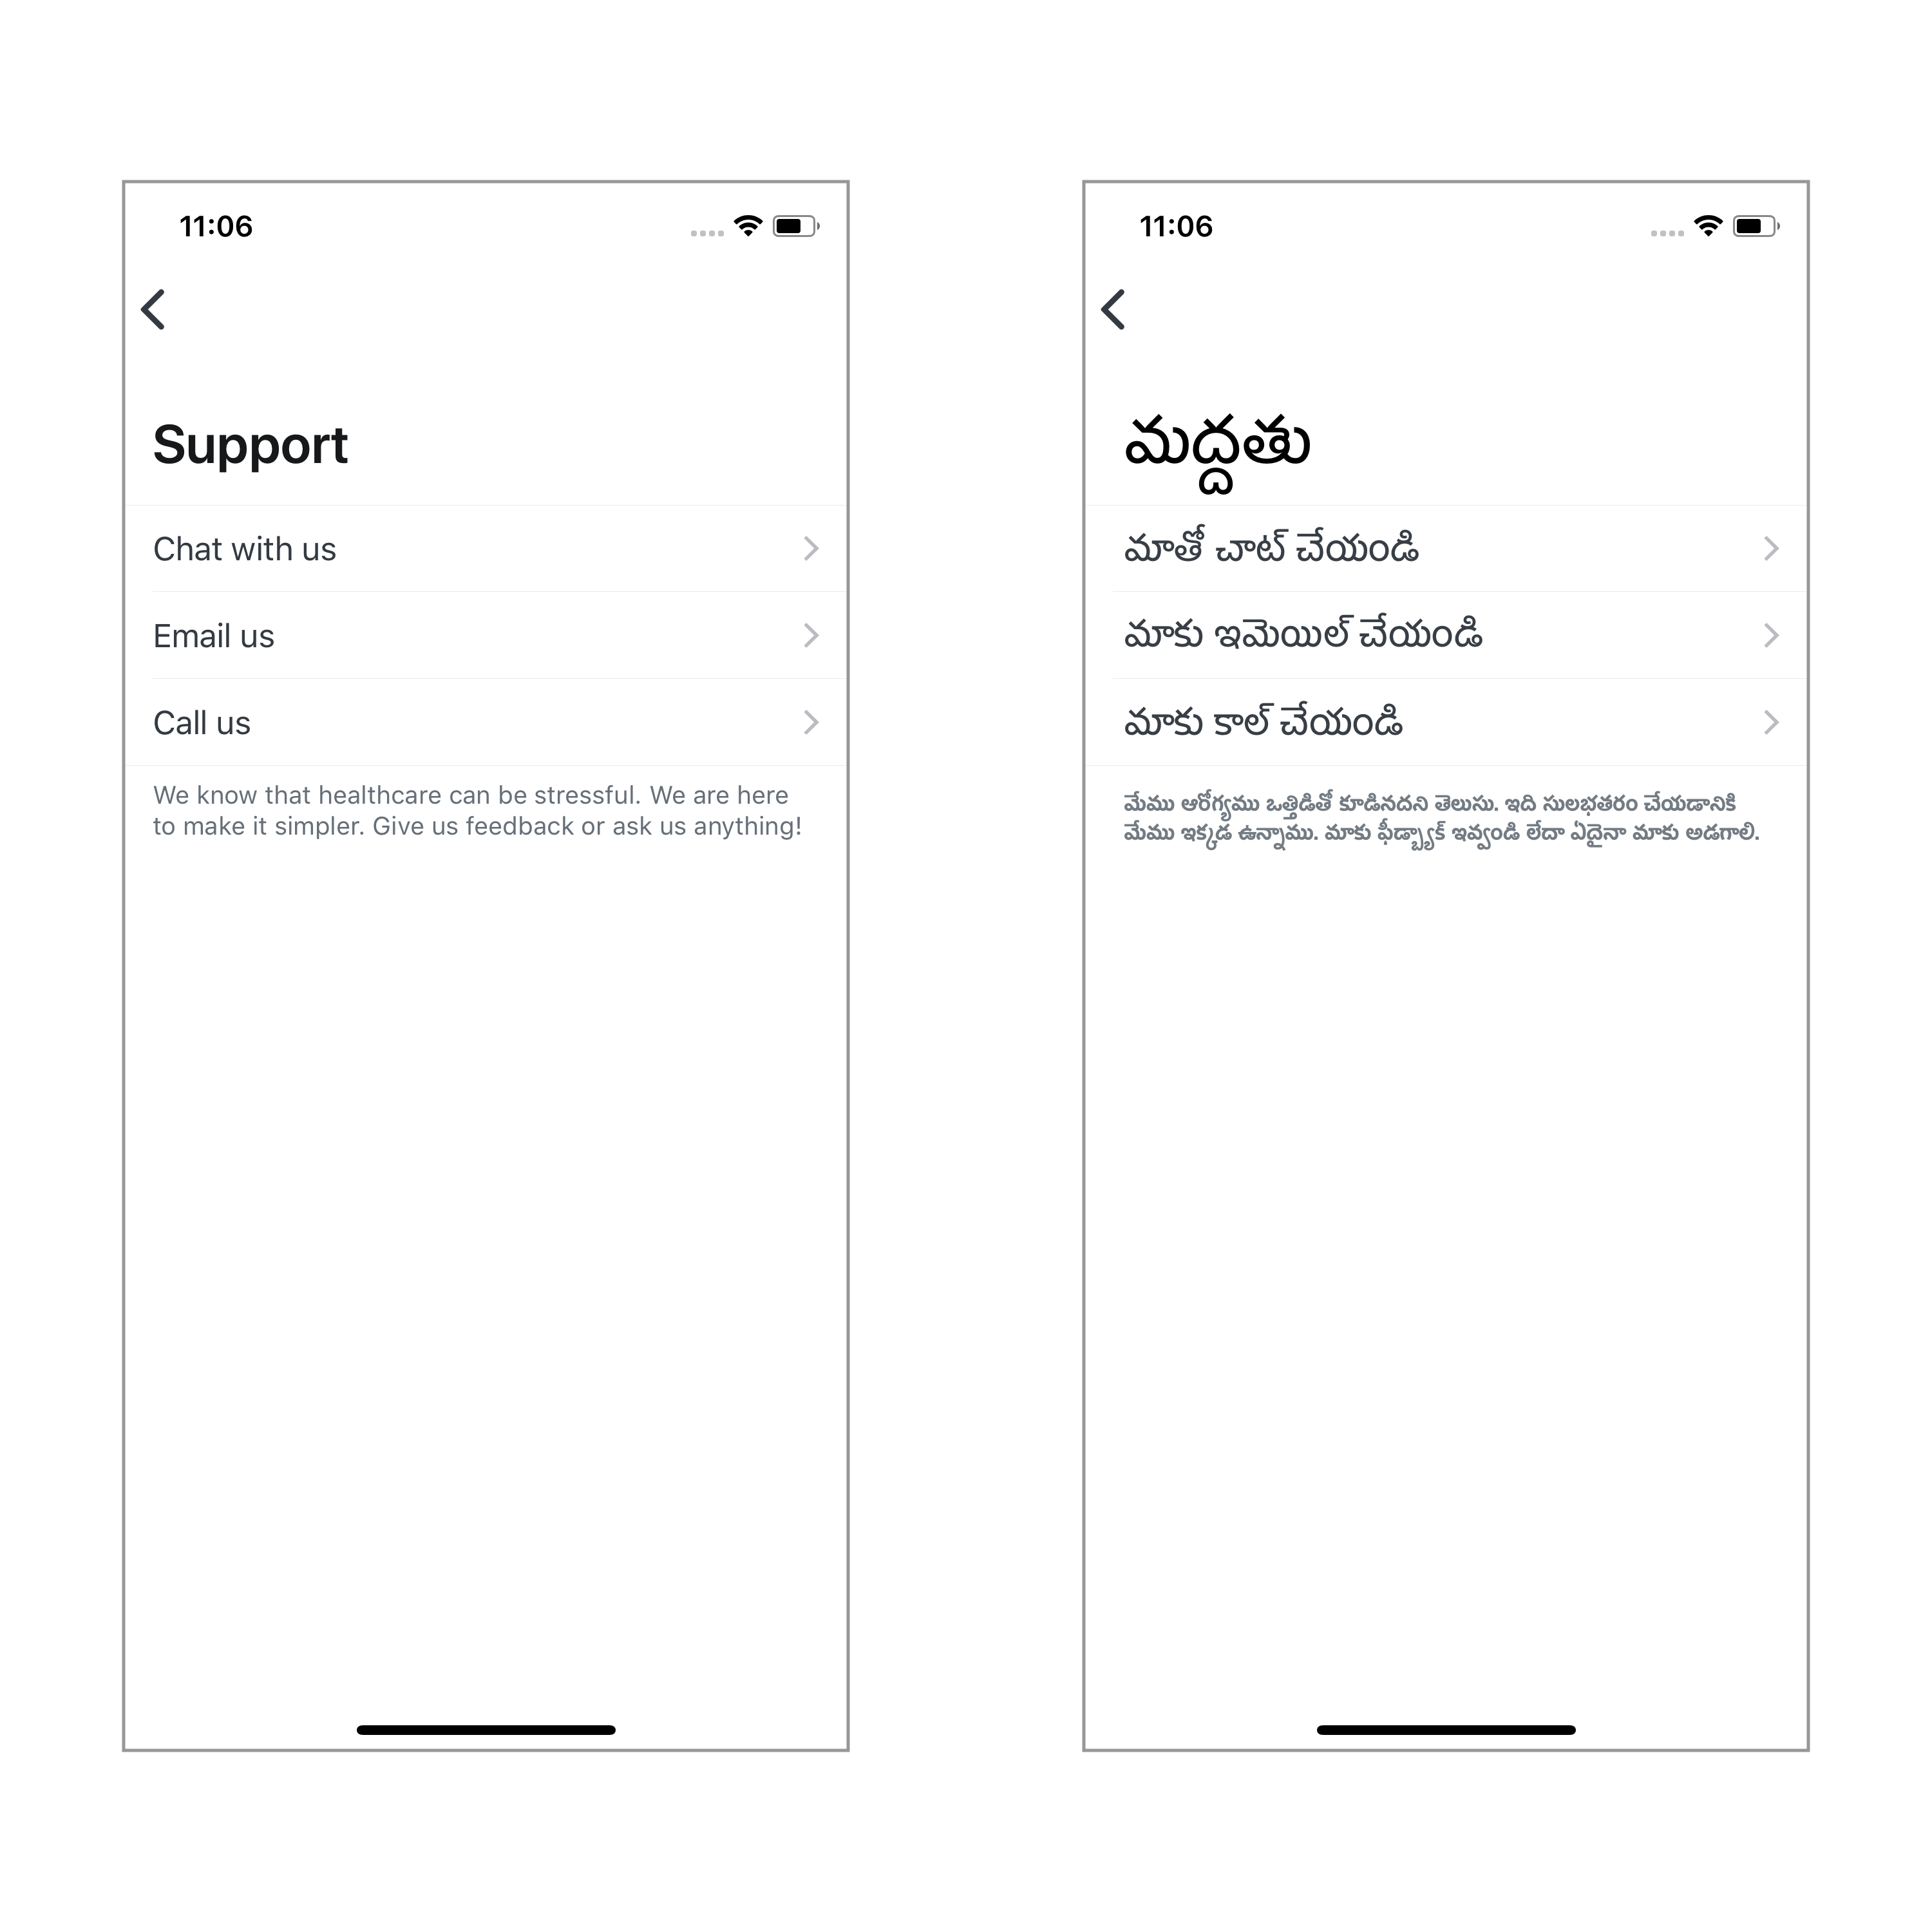 11:06
Support
Chat with us
Email us
Call us
We know that healthcare can be stressful. We are here
to make it simpler. Give us feedback or ask us anything!
11:06
మద్దతు
మాతో చాట్ చేయండి
మాకు ఇమెయిల్ చేయండి
మాకు కాల్ చేయండి
మేము ఆరోగ్యము ఒత్తిడితో కూడినదని తెలుసు. ఇది సులభతరం చేయడానికి
మేము ఇక్కడ ఉన్నాము. మాకు ఫీడ్బ్యాక్ ఇవ్వండి లేదా ఏదైనా మాకు అడగాలి.